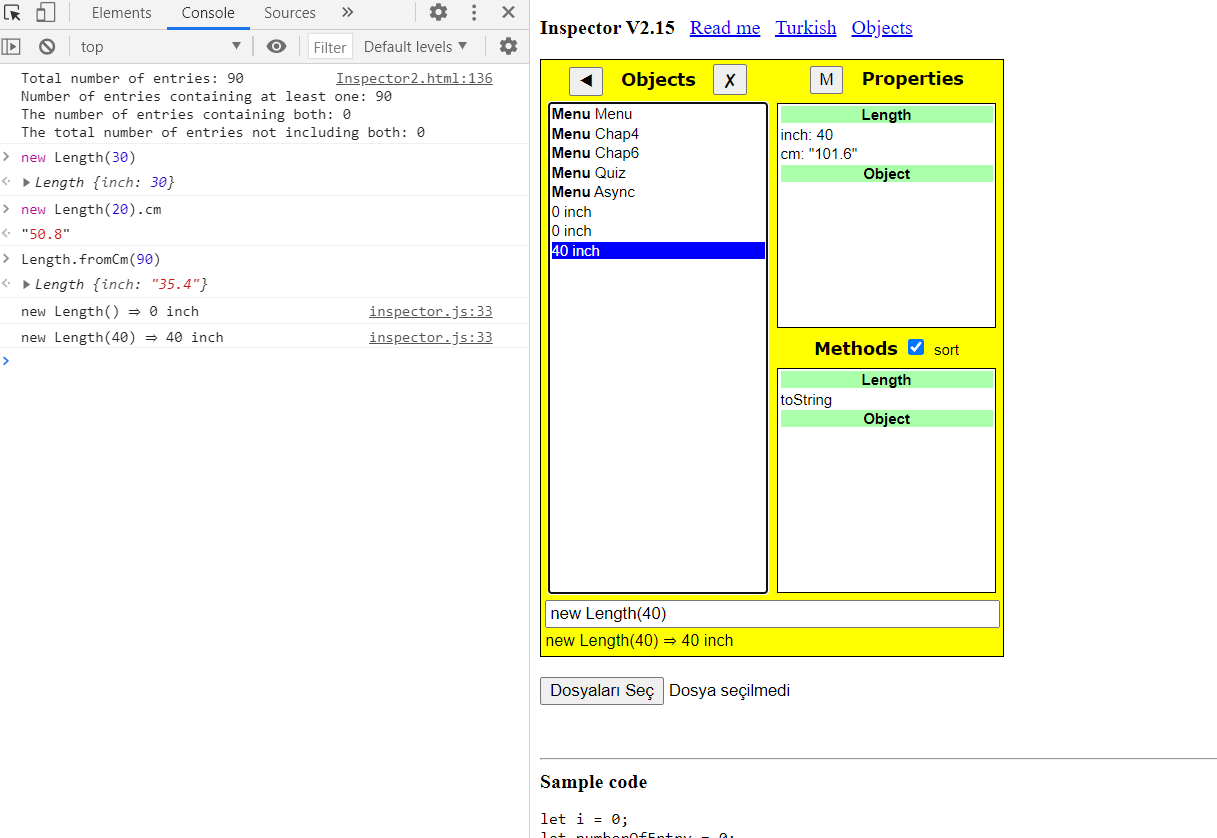 Elements Console Sources »
top ▼ Filter Default levels ▼
Total number of entries: 90 Inspector2.html:136
Number of entries containing at least one: 90
The number of entries containing both: 0
The total number of entries not including both: 0
> new Length(30)
▶ Length {inch: 30}
> new Length(20).cm
"50.8"
> Length.fromCm(90)
▶ Length {inch: "35.4"}
new Length() ⇒ 0 inch inspector.js:33
new Length(40) ⇒ 40 inch inspector.js:33
>
Inspector V2.15 Read me Turkish Objects
◀ Objects ✗ M Properties
Menu Menu
Menu Chap4
Menu Chap6
Menu Quiz
Menu Async
0 inch
0 inch
40 inch
Length
inch: 40
cm: "101.6"
Object
Methods sort
Length
toString
Object
new Length(40)
new Length(40) ⇒ 40 inch
Dosyaları Seç Dosya seçilmedi
Sample code
let i = 0;
let numberOfEntry = 0;